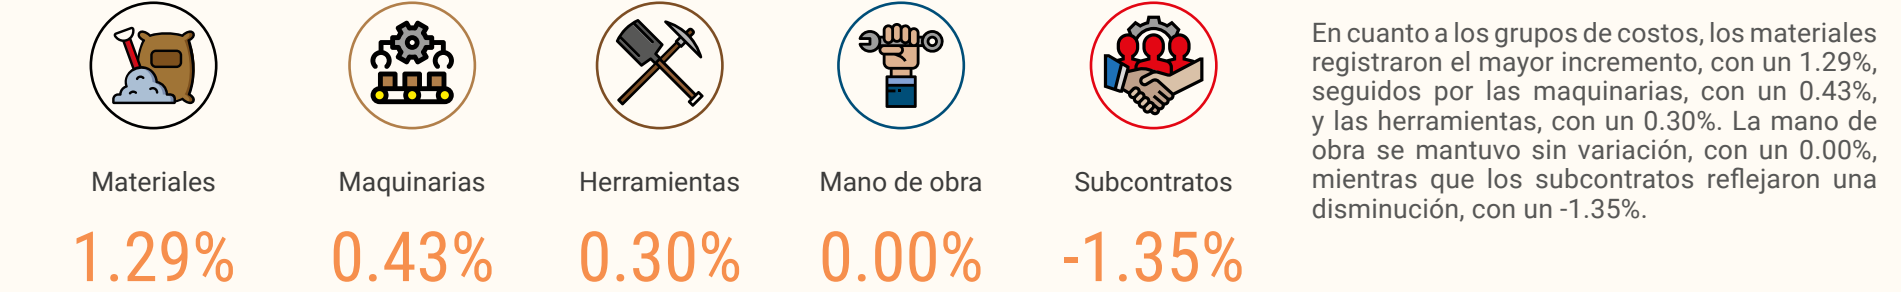 Materiales
1.29%
Maquinarias
0.43%
Herramientas
0.30%
Mano de obra
0.00%
Subcontratos
-1.35%
En cuanto a los grupos de costos, los materiales
registraron el mayor incremento, con un 1.29%,
seguidos por las maquinarias, con un 0.43%,
y las herramientas, con un 0.30%. La mano de
obra se mantuvo sin variación, con un 0.00%,
mientras que los subcontratos reflejaron una
disminución, con un -1.35%.